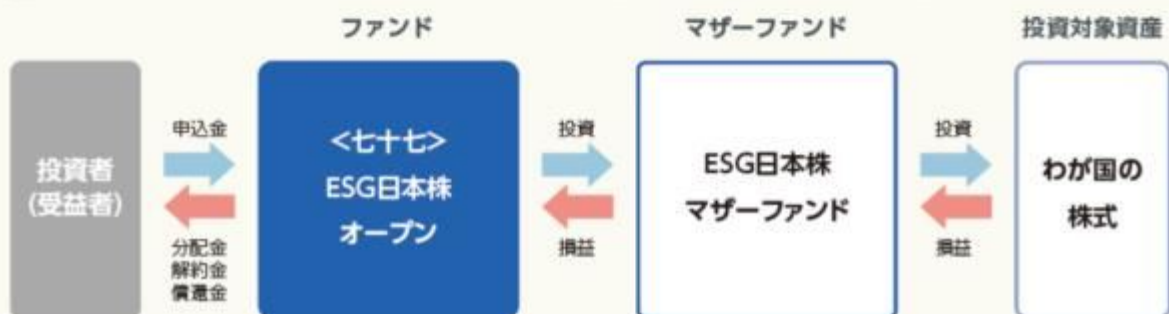 ファンド
マザーファンド
投資対象資産
投資者
(受益者)
申込金
分配金
解約金
償還金
<七十七>
ESG日本株
オープン
投資
損益
ESG日本株
マザーファンド
投資
損益
わが国の
株式